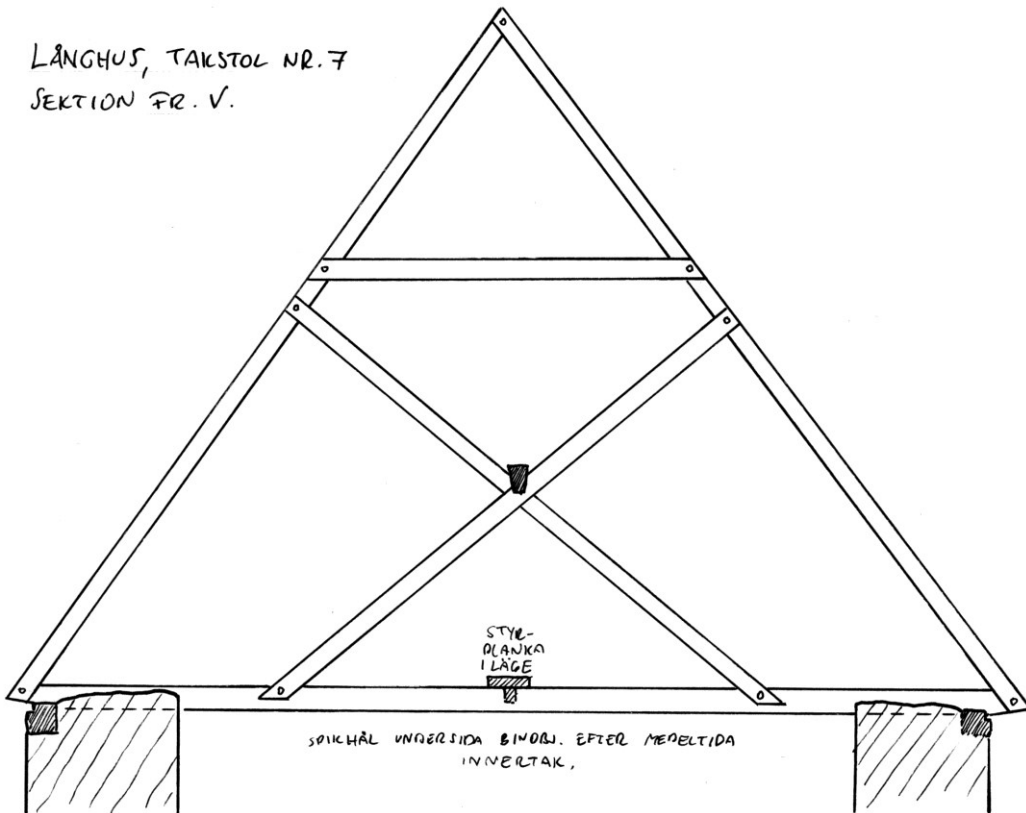 LÅNGHUS, TAKSTOL NR. 7
SEKTION FR. V.
STYR-
PLANKA
I LÄGE
SPIKHÅL UNDERSIDA BINDBJ. EFTER MEDELTIDA
INNERTAK.